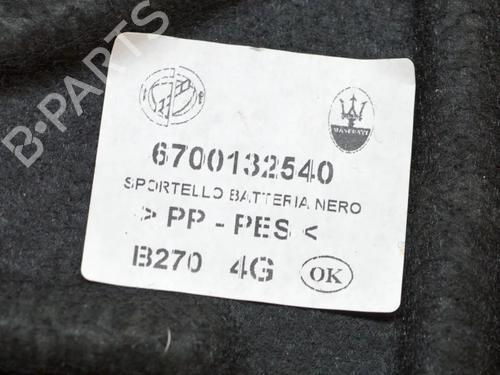 B-PARTS
MASERATI
6700132540
SPORTELLO BATTERIA NERO
> PP - PES <
B270 4G OK